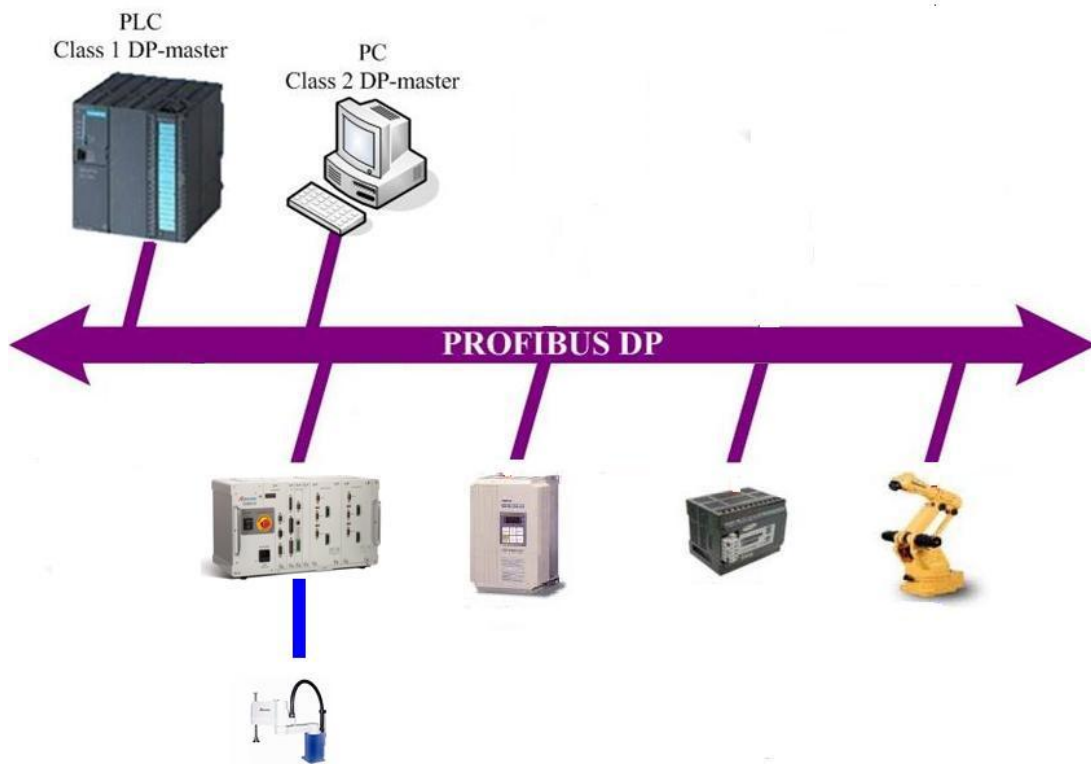 PLC
Class 1 DP-master
PC
Class 2 DP-master
PROFIBUS DP